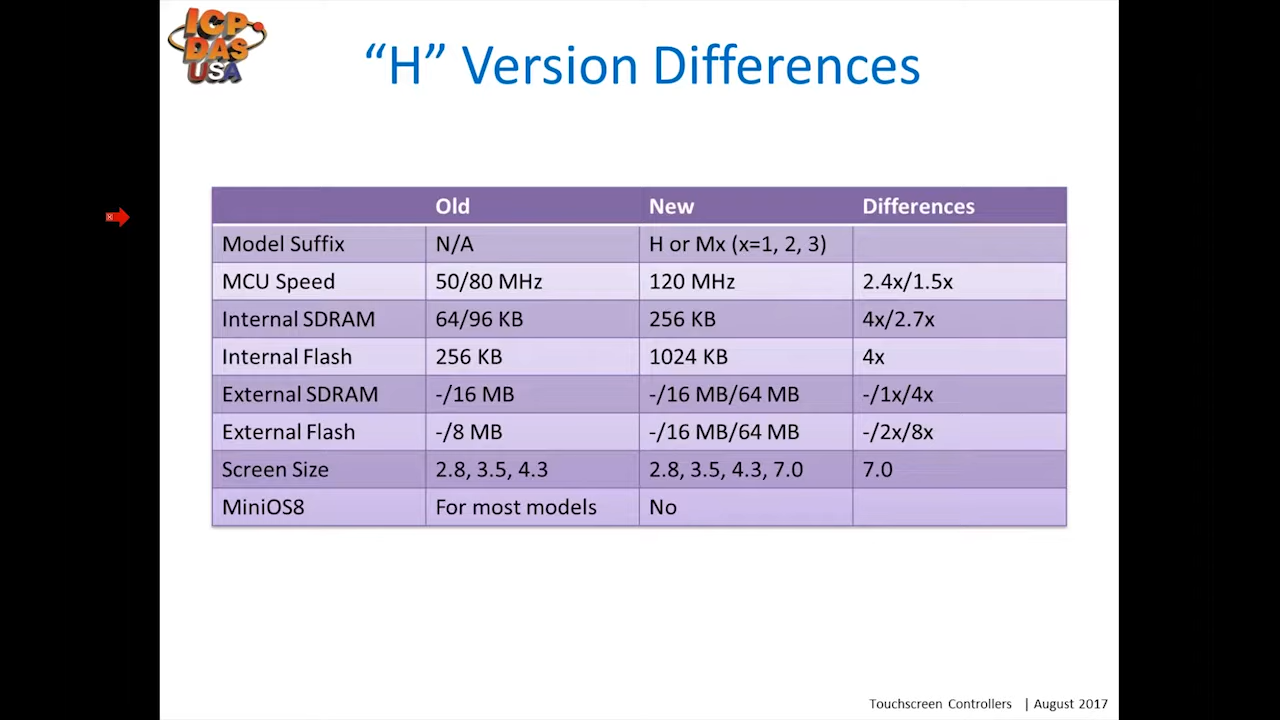 ICP
DAS
USA
“H” Version Differences
Old New Differences
Model Suffix N/A H or Mx (x=1, 2, 3)
MCU Speed 50/80 MHz 120 MHz 2.4x/1.5x
Internal SDRAM 64/96 KB 256 KB 4x/2.7x
Internal Flash 256 KB 1024 KB 4x
External SDRAM -/16 MB -/16 MB/64 MB -/1x/4x
External Flash -/8 MB -/16 MB/64 MB -/2x/8x
Screen Size 2.8, 3.5, 4.3 2.8, 3.5, 4.3, 7.0 7.0
MiniOS8 For most models No
Touchscreen Controllers | August 2017